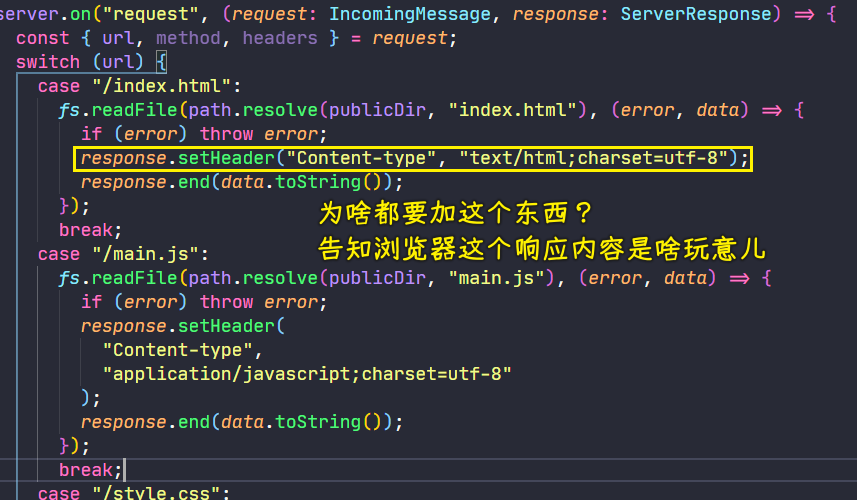 server.on("request", (request: IncomingMessage, response: ServerResponse) => {
const { url, method, headers } = request;
switch (url) {
case "/index.html":
fs.readFile(path.resolve(publicDir, "index.html"), (error, data) => {
if (error) throw error;
response.setHeader("Content-type", "text/html;charset=utf-8");
response.end(data.toString());
});
为啥都要加这个东西？
break;
告知浏览器这个响应内容是啥玩意儿
case "/main.js":
fs.readFile(path.resolve(publicDir, "main.js"), (error, data) => {
if (error) throw error;
response.setHeader(
"Content-type",
"application/javascript;charset=utf-8"
);
response.end(data.toString());
});
break;
case "/style.css":